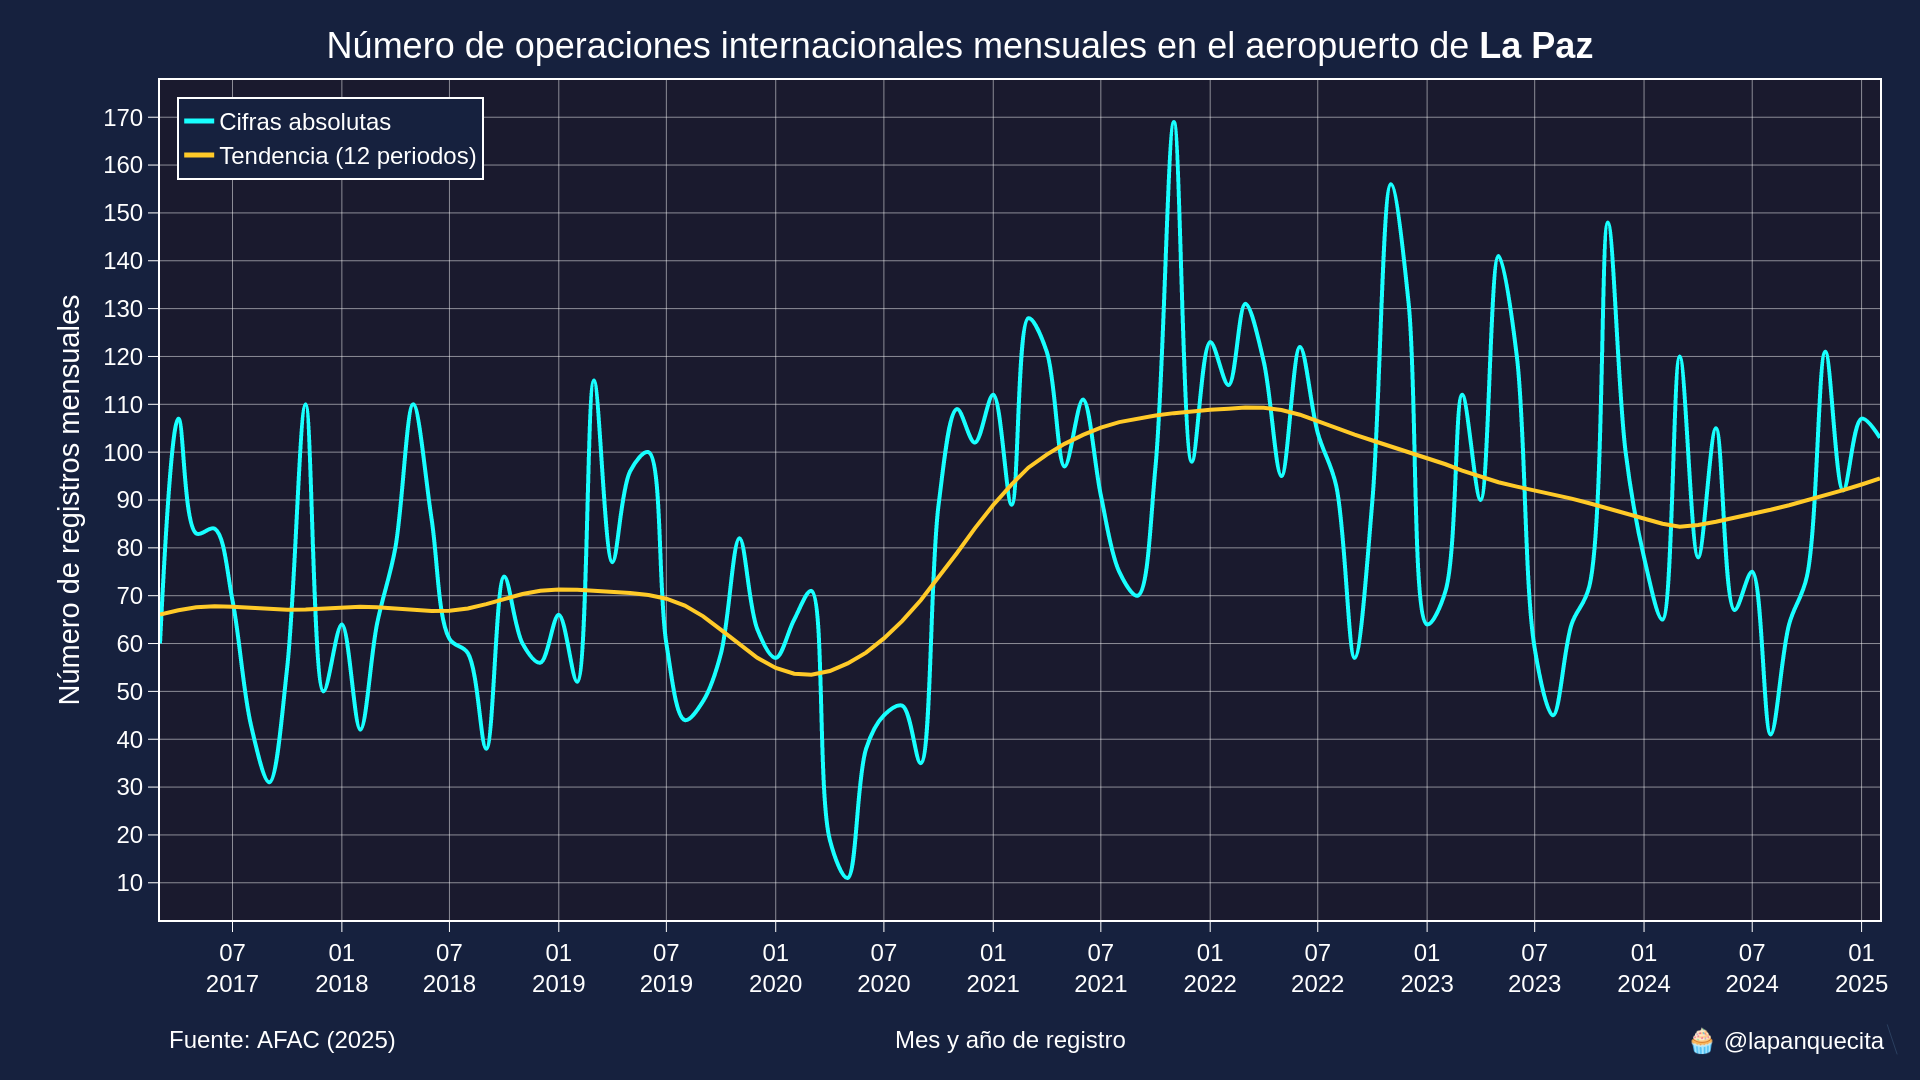 Número de operaciones internacionales mensuales en el aeropuerto de La Paz
Cifras absolutas
Tendencia (12 periodos)
Número de registros mensuales
170
160
150
140
130
120
110
100
90
80
70
60
50
40
30
20
10
07 01 07 01 07 01 07 01 07 01 07 01 07 01 07 01
2017 2018 2018 2019 2019 2020 2020 2021 2021 2022 2022 2023 2023 2024 2024 2025
Fuente: AFAC (2025)
Mes y año de registro
🧁 @lapanquecita